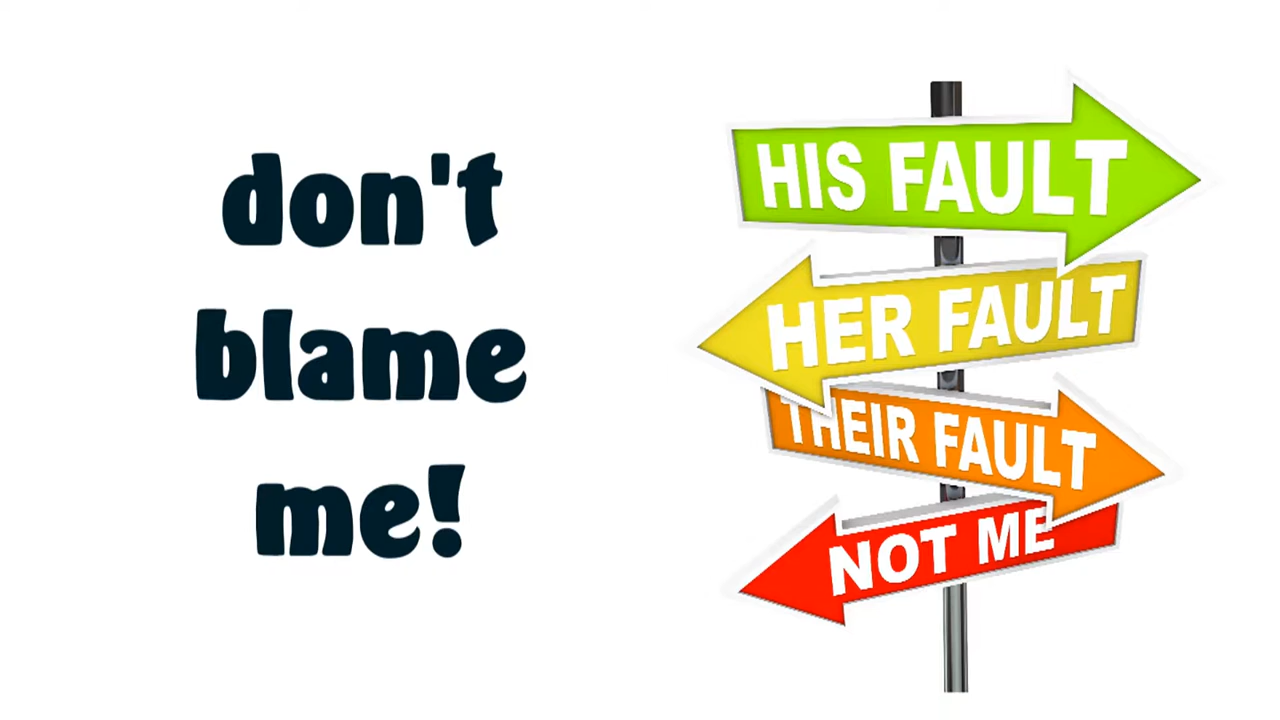 don't
blame
me!
HIS FAULT
HER FAULT
THEIR FAULT
NOT ME